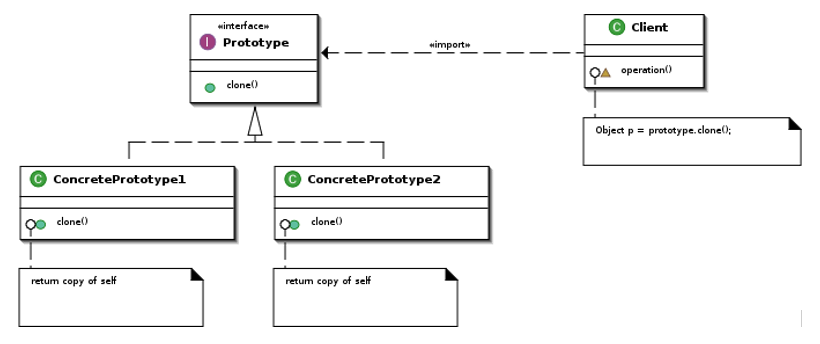 «interface»
I Prototype
clone()
«import»
C Client
operation()
Object p = prototype.clone();
C ConcretePrototype1
clone()
return copy of self
C ConcretePrototype2
clone()
return copy of self